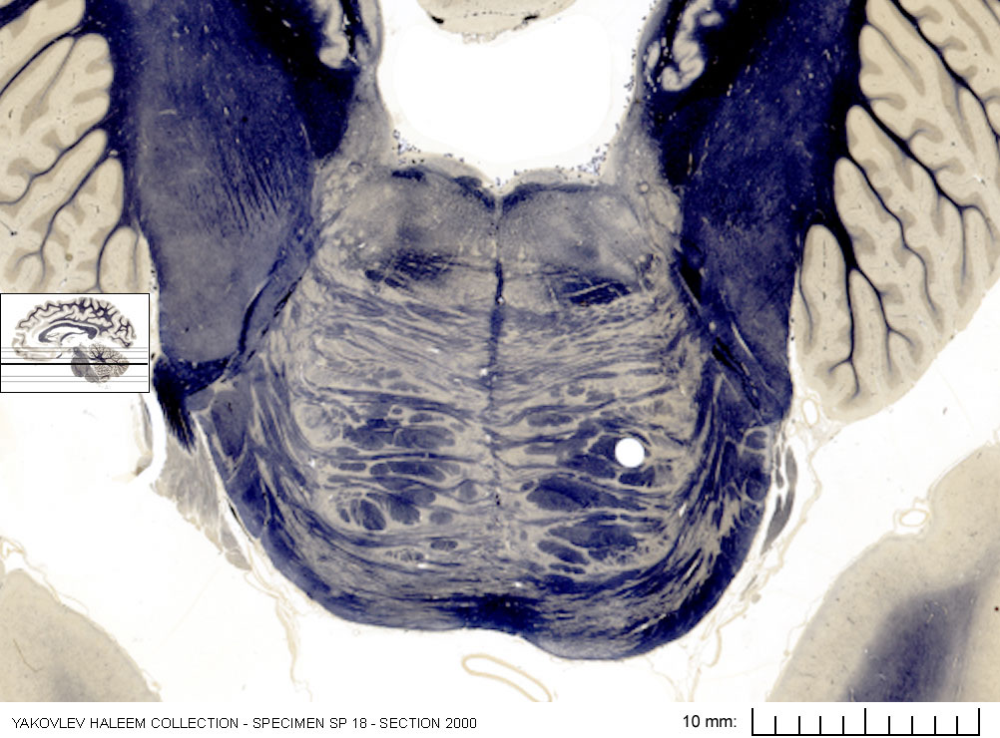 YAKOVLEV HALEEM COLLECTION - SPECIMEN SP 18 - SECTION 2000
10 mm: